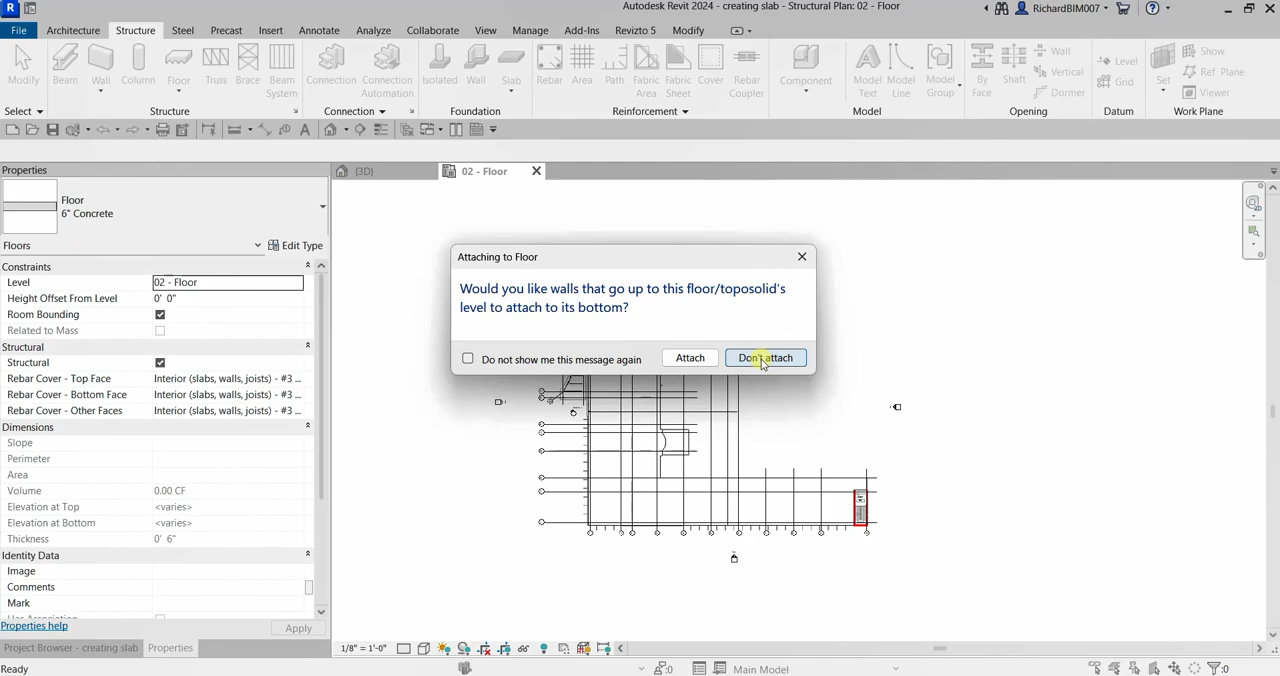 R
Autodesk Revit 2024 - creating slab - Structural Plan: 02 - Floor
RichardBIM007
File Architecture Structure Steel Precast Insert Annotate Analyze Collaborate View Manage Add-Ins Revizto 5 Modify
Modify Beam Wall Column Floor Truss Brace Beam System Connection Connection Automation Isolated Wall Slab Rebar Area Path Fabric Area Fabric Sheet Cover Rebar Coupler Component Model Text Model Line Model Group By Face Shaft Wall Vertical Dormer Level Grid Set Show Ref Plane Viewer
Select Structure Connection Foundation Reinforcement Model Opening Datum Work Plane
Properties
(3D)
02 - Floor
Floor
6" Concrete
Floors
Edit Type
Constraints
Level 02 - Floor
Height Offset From Level 0' 0"
Room Bounding
Related to Mass
Structural
Structural
Rebar Cover - Top Face Interior (slabs, walls, joists) - #3 ...
Rebar Cover - Bottom Face Interior (slabs, walls, joists) - #3 ...
Rebar Cover - Other Faces Interior (slabs, walls, joists) - #3 ...
Dimensions
Slope
Perimeter
Area
Volume 0.00 CF
Elevation at Top <varies>
Elevation at Bottom <varies>
Thickness 0' 6"
Identity Data
Image
Comments
Mark
Has Association
Properties help
Apply
Project Browser - creating slab
Properties
Attaching to Floor
Would you like walls that go up to this floor/toposolid's
level to attach to its bottom?
Do not show me this message again
Attach
Don't attach
1/8" = 1'-0"
Ready
:0
Main Model
:0